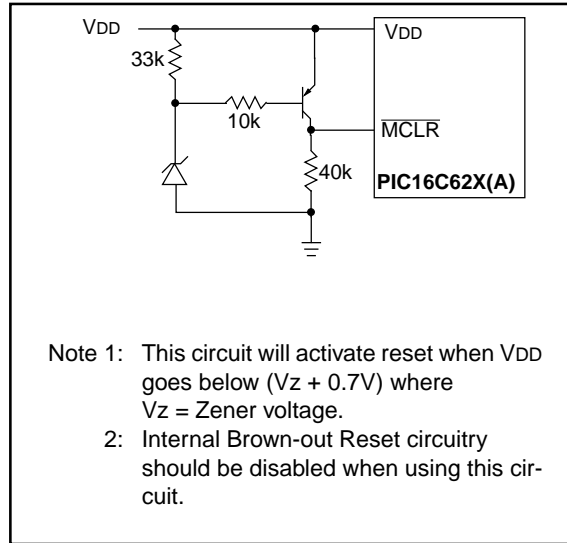 VDD
VDD
33k
10k
MCLR
40k
PIC16C62X(A)
Note 1: This circuit will activate reset when VDD
goes below (Vz + 0.7V) where
Vz = Zener voltage.
2: Internal Brown-out Reset circuitry
should be disabled when using this cir-
cuit.